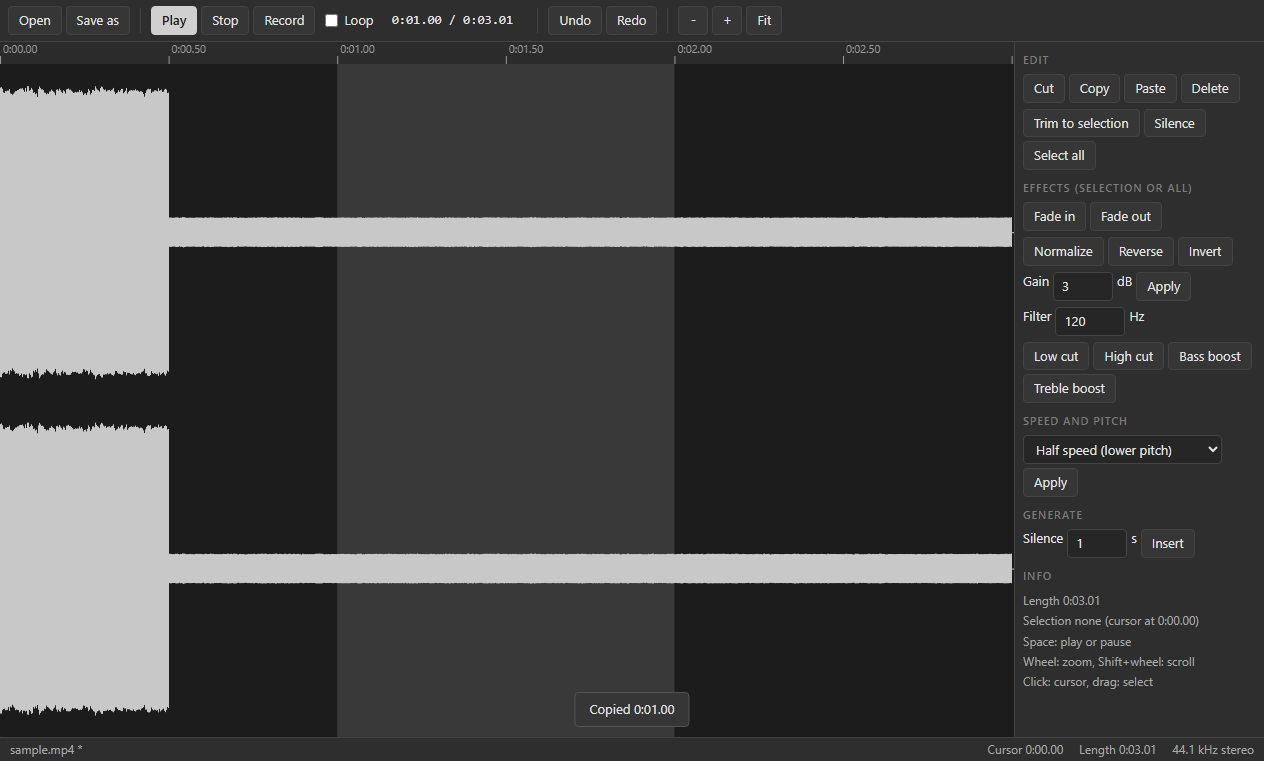 Open Save as Play Stop Record Loop 0:01.00 / 0:03.01 Undo Redo - + Fit
0:00.00 0:00.50 0:01.00 0:01.50 0:02.00 0:02.50
EDIT
Cut Copy Paste Delete
Trim to selection Silence
Select all
EFFECTS (SELECTION OR ALL)
Fade in Fade out
Normalize Reverse Invert
Gain 3 dB Apply
Filter 120 Hz
Low cut High cut Bass boost
Treble boost
SPEED AND PITCH
Half speed (lower pitch)
Apply
GENERATE
Silence 1 s Insert
INFO
Length 0:03.01
Selection none (cursor at 0:00.00)
Space: play or pause
Wheel: zoom, Shift+wheel: scroll
Click: cursor, drag: select
Copied 0:01.00
sample.mp4 * Cursor 0:00.00 Length 0:03.01 44.1 kHz stereo